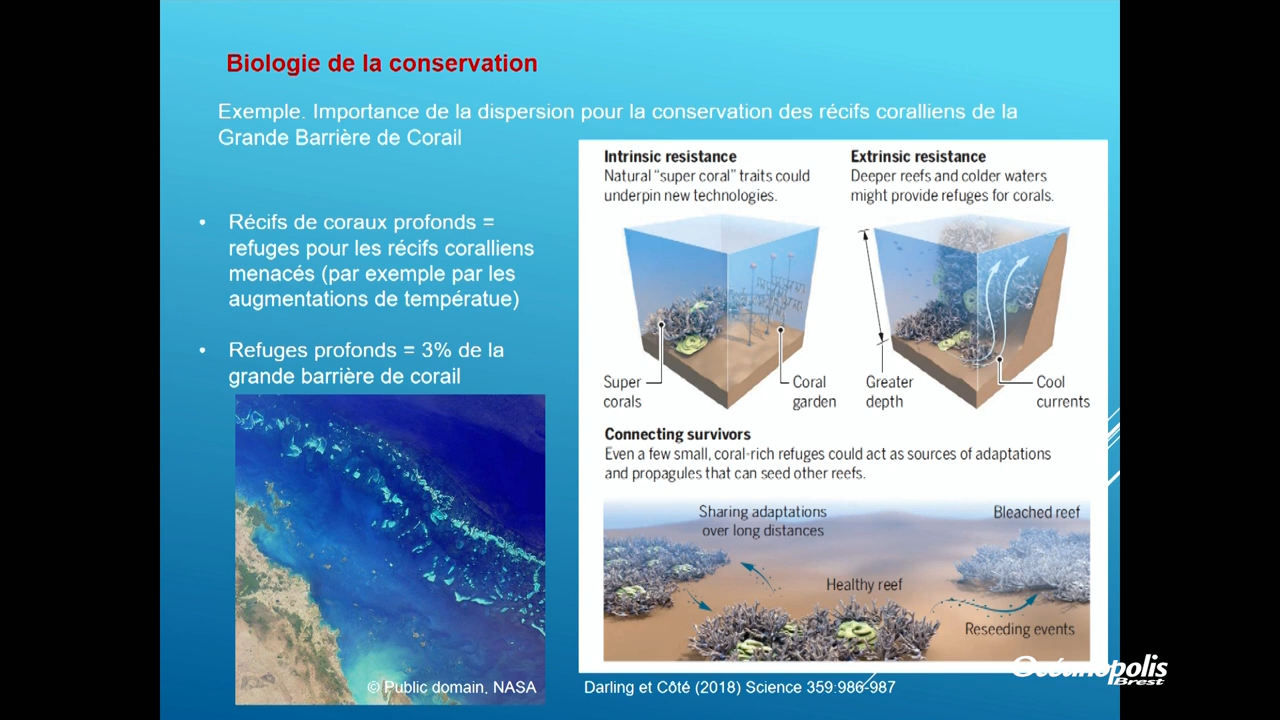 Biologie de la conservation
Exemple. Importance de la dispersion pour la conservation des récifs coralliens de la
Grande Barrière de Corail
• Récifs de coraux profonds =
refuges pour les récifs coralliens
menacés (par exemple par les
augmentations de températue)
• Refuges profonds = 3% de la
grande barrière de corail
© Public domain, NASA
Intrinsic resistance
Natural “super coral” traits could
underpin new technologies.
Super
corals
Coral
garden
Extrinsic resistance
Deeper reefs and colder waters
might provide refuges for corals.
Greater
depth
Cool
currents
Connecting survivors
Even a few small, coral-rich refuges could act as sources of adaptations
and propagules that can seed other reefs.
Sharing adaptations
over long distances
Bleached reef
Healthy reef
Reseeding events
Darling et Côté (2018) Science 359:986-987
Océanopolis
Brest